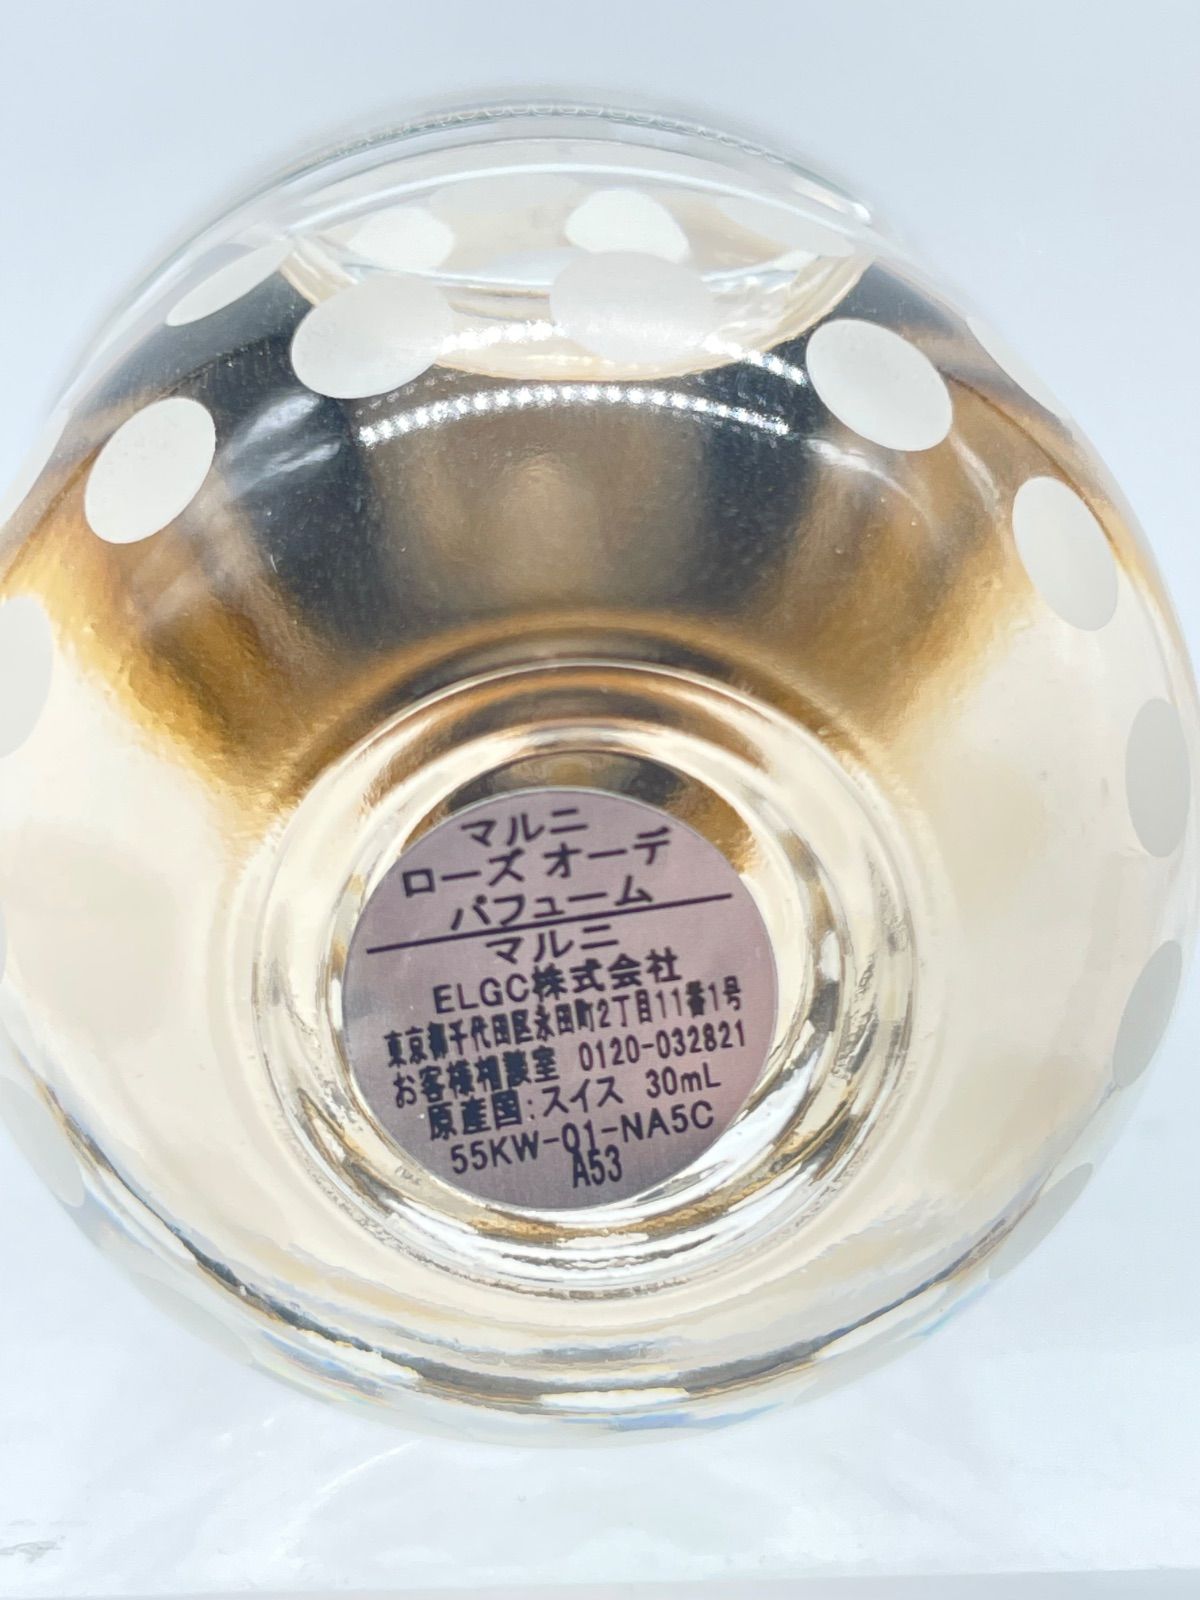 マルニ
ローズ オーデ
パフューム
マルニ
ELGC株式会社
東京都千代田区永田町2丁目11番1号
お客様相談室 0120-032821
原産国:スイス 30mL
55KW-01-NA5C
A53